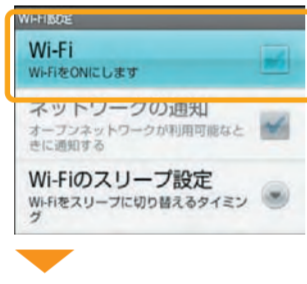 Wi-Fi設定
Wi-Fi
Wi-FiをONにします
ネットワークの通知
オープンネットワークが利用可能なと
きに通知する
Wi-Fiのスリープ設定
Wi-Fiをスリープに切り替えるタイミン
グ